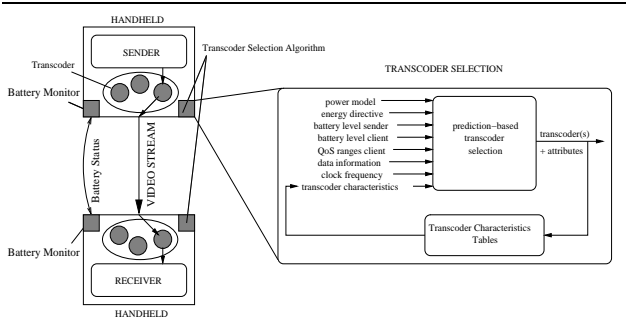 HANDHELD
SENDER
Transcoder Selection Algorithm
Transcoder
Battery Monitor
Battery Status
VIDEO STREAM
Battery Monitor
RECEIVER
HANDHELD
TRANSCODER SELECTION
power model
energy directive
battery level sender
battery level client
QoS ranges client
data information
clock frequency
transcoder characteristics
prediction-based
transcoder
selection
transcoder(s)
+ attributes
Transcoder Characteristics
Tables